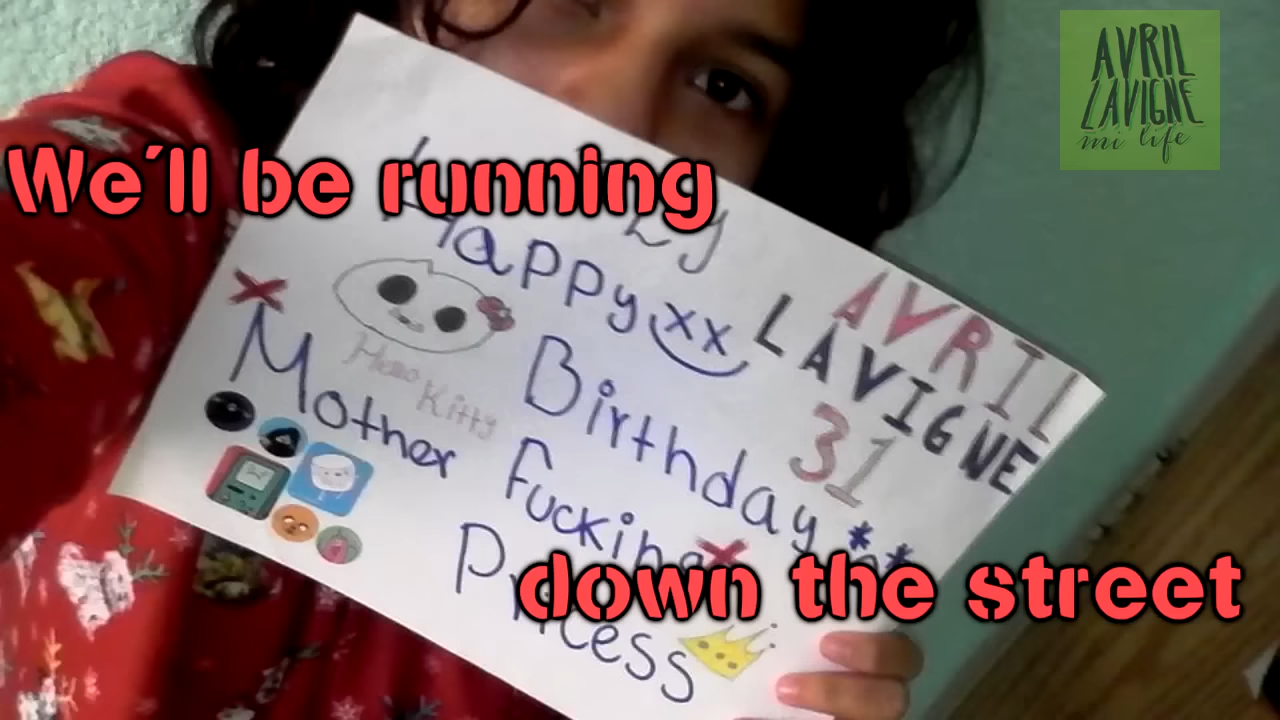 We´ll be running
down the street
AVRIL
LAVIGNE
mi life
Happy xx
Birthday **
Mother Fucking
Princess
Hello
Kitty
AVRIL
LAVIGNE
31